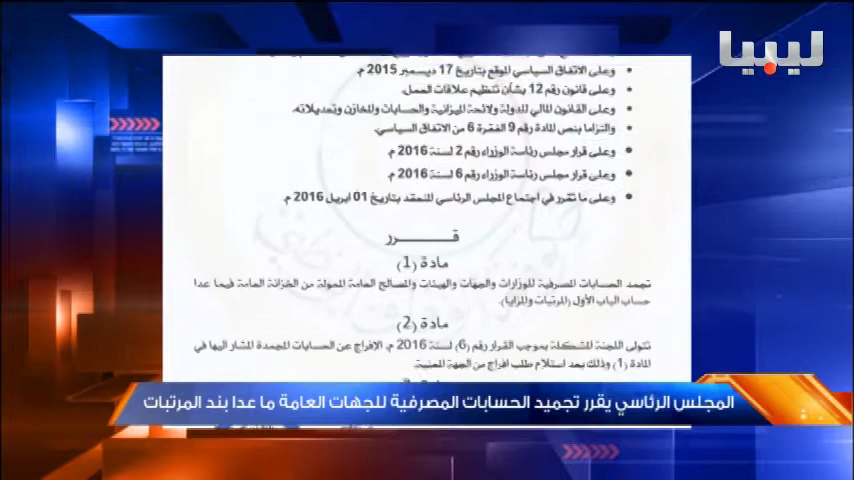 ليبيا
وعلى الاتفاق السياسي الموقع بتاريخ 17 ديسمبر 2015 م.
وعلى قانون رقم 12 بشأن تنظيم علاقات العمل.
وعلى القانون المالي للدولة ولائحة الميزانية والحسابات والمخازن وتعديلاته.
والتزاما بنص المادة رقم 9 الفقرة 6 من الاتفاق السياسي.
وعلى قرار مجلس رئاسة الوزراء رقم 2 لسنة 2016 م.
وعلى قرار مجلس رئاسة الوزراء رقم 6 لسنة 2016 م.
وعلى ما تقرر في اجتماع المجلس الرئاسي المنعقد بتاريخ 01 ابريل 2016 م.
قـــــرر
مادة (1)
تجمد الحسابات المصرفية للوزارات والجهات والهيئات والمصالح العامة الممولة من الخزانة العامة فيما عدا
حساب الباب الأول (المرتبات والمزايا).
مادة (2)
تتولى اللجنة المشكلة بموجب القرار رقم (6) لسنة 2016 م. الإفراج عن الحسابات المجمدة المشار اليها في
المادة (1) وذلك بعد استلام طلب افراج من الجهة المعنية.
المجلس الرئاسي يقرر تجميد الحسابات المصرفية للجهات العامة ما عدا بند المرتبات